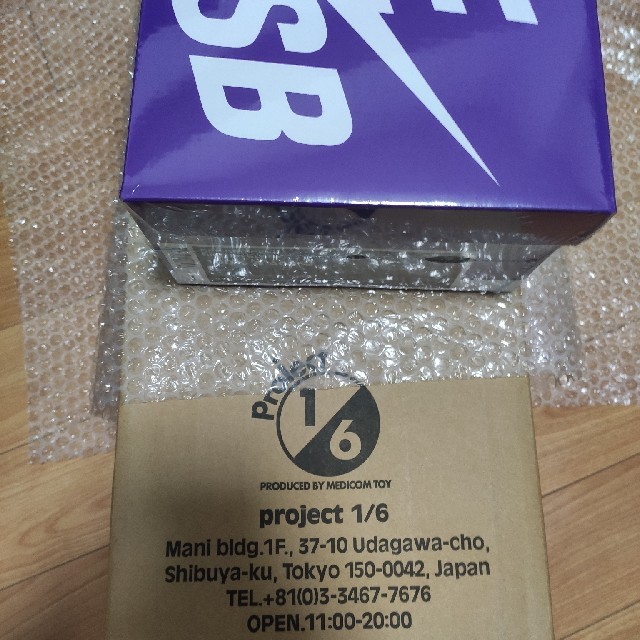 SB
project
1/6
PRODUCED BY MEDICOM TOY
project 1/6
Mani bldg.1F., 37-10 Udagawa-cho,
Shibuya-ku, Tokyo 150-0042, Japan
TEL.+81(0)3-3467-7676
OPEN.11:00-20:00